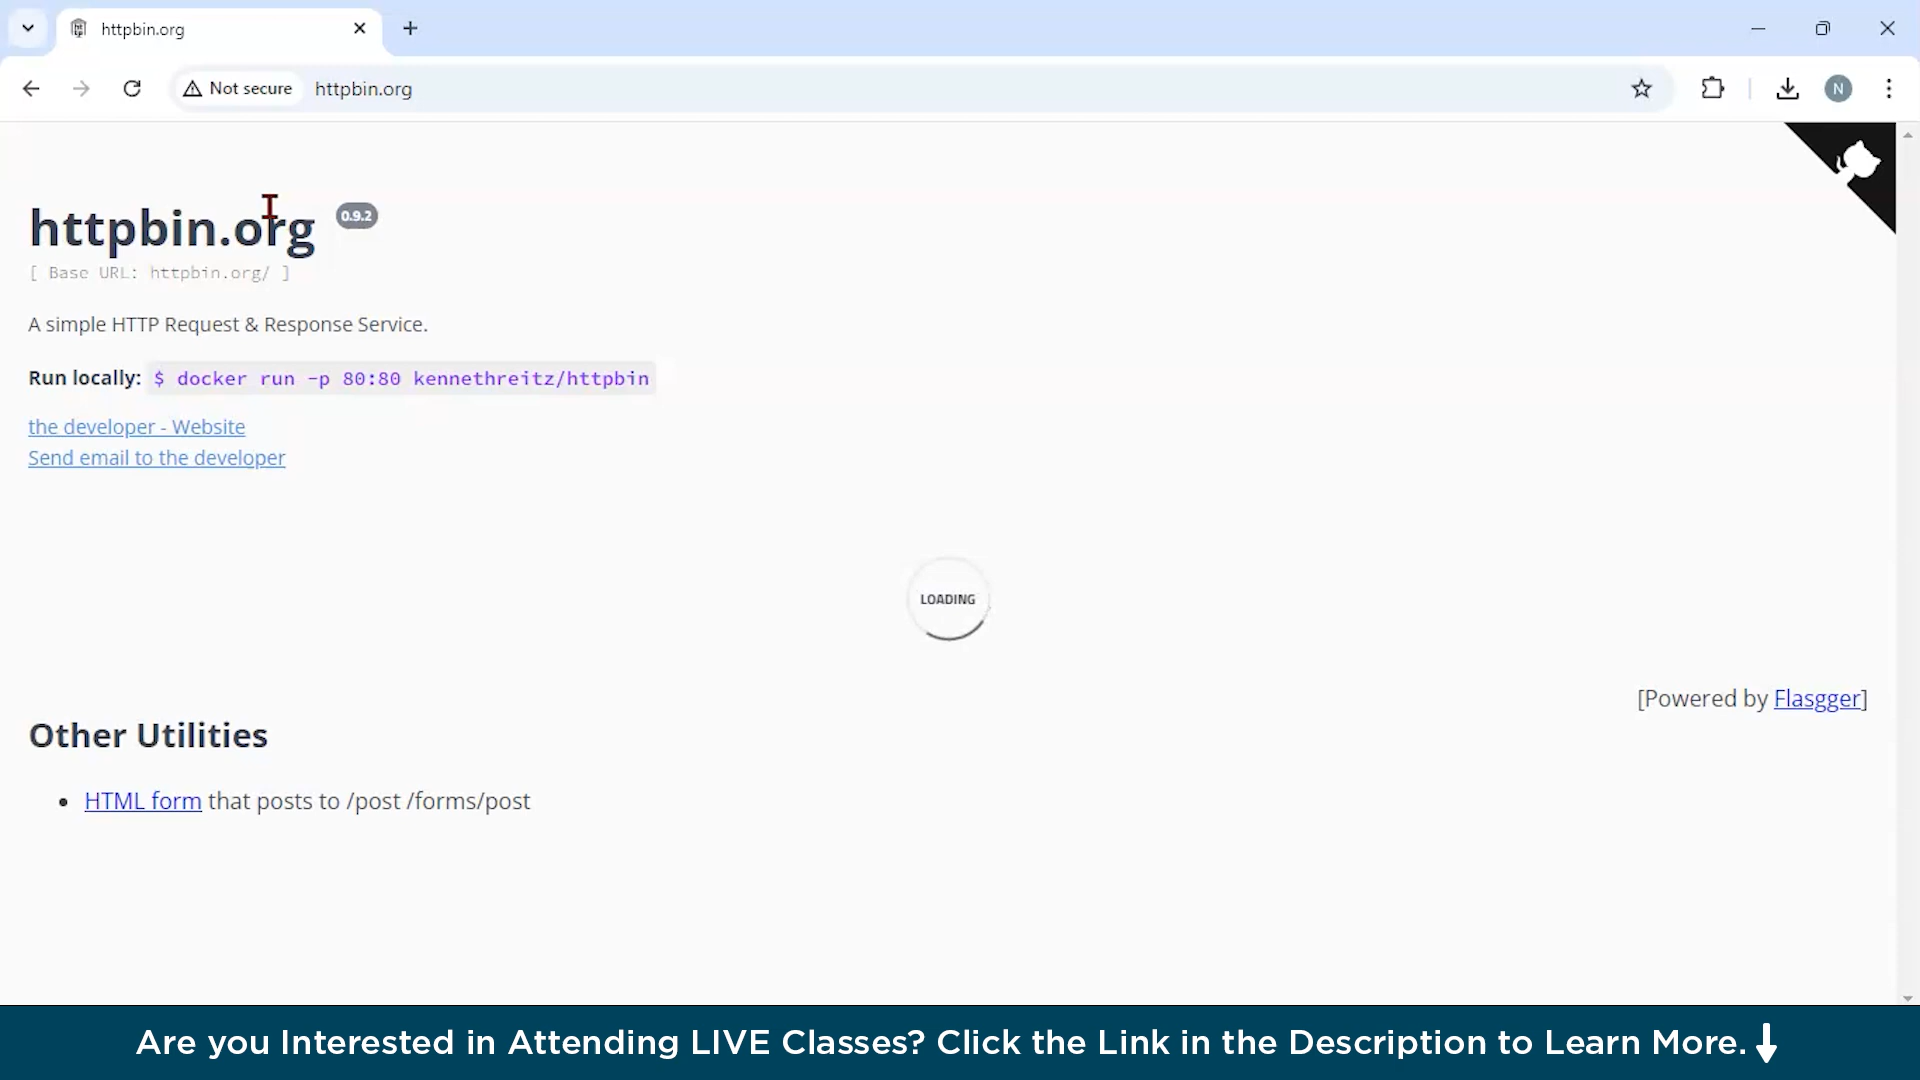 httpbin.org
Not secure httpbin.org
N
httpbin.org 0.9.2
[ Base URL: httpbin.org/ ]
A simple HTTP Request & Response Service.
Run locally: $ docker run -p 80:80 kennethreitz/httpbin
the developer - Website
Send email to the developer
LOADING
[Powered by Flasgger]
Other Utilities
HTML form that posts to /post /forms/post
Are you Interested in Attending LIVE Classes? Click the Link in the Description to Learn More.